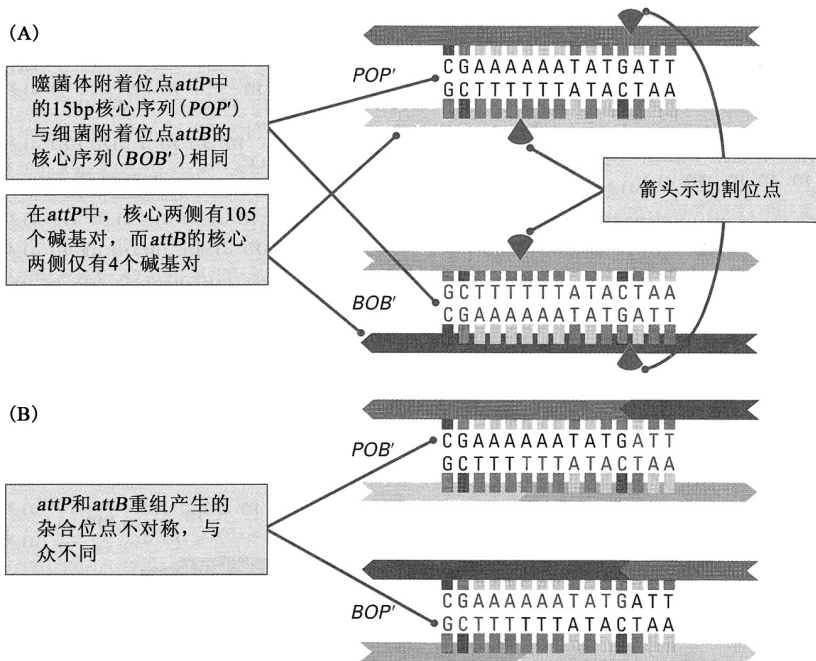 (A)
噬菌体附着位点attP中
的15bp核心序列(POP′)
与细菌附着位点attB的
核心序列(BOB′)相同
POP′
CGAAAAAATATGATT
GCTTTTTTATACTAA
在attP中，核心两侧有105
个碱基对，而attB的核心
两侧仅有4个碱基对
箭头示切割位点
BOB′
GCTTTTTTATACTAA
CGAAAAAATATGATT
(B)
attP和attB重组产生的
杂合位点不对称，与
众不同
POB′
CGAAAAAATATGATT
GCTTTTTTATACTAA
BOP′
CGAAAAAATATGATT
GCTTTTTTATACTAA